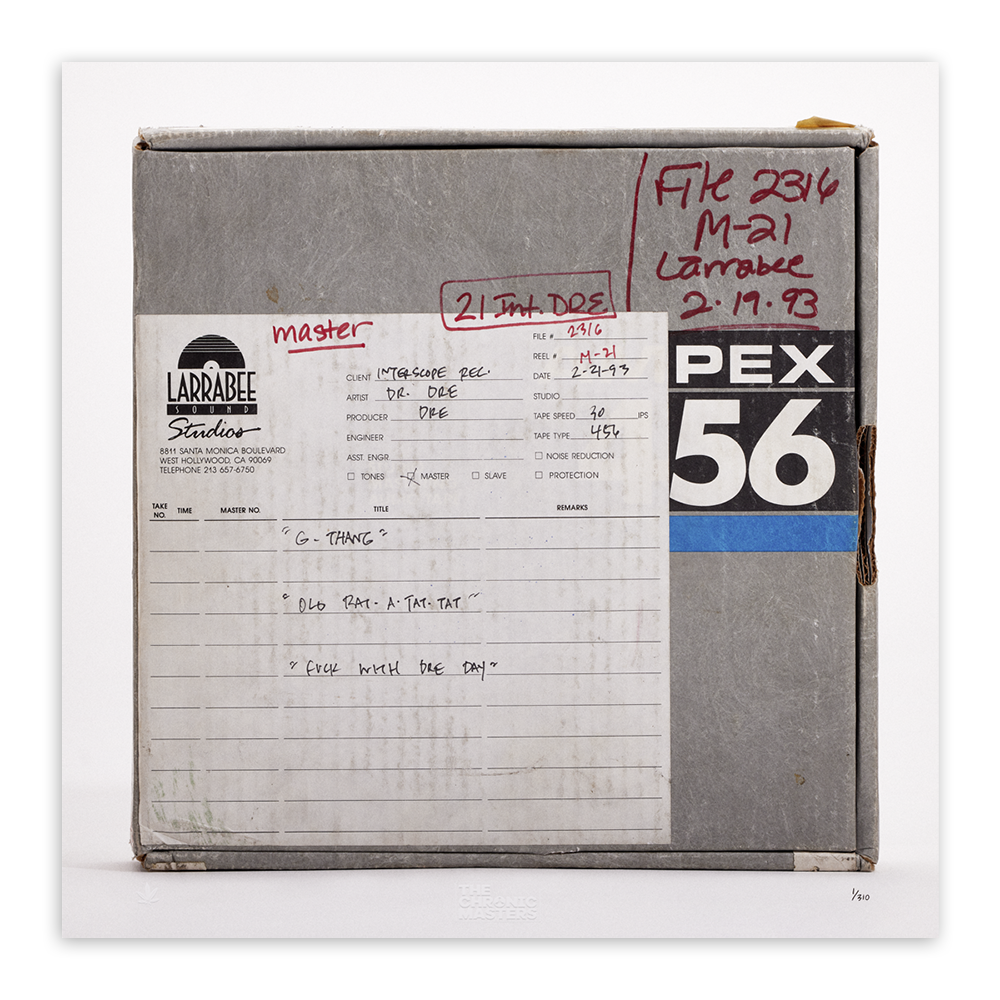 File 2316
M-21
Larrabee
2·19·93
21 Int. DRE
master
LARRABEE
SOUND
Studios
8811 SANTA MONICA BOULEVARD
WEST HOLLYWOOD, CA 90069
TELEPHONE 213 657-6750
FILE # 2316
REEL # M-21
CLIENT INTERSCOPE REC.
DATE 2-21-93
ARTIST DR. DRE
STUDIO
PRODUCER DRE
TAPE SPEED 30 IPS
ENGINEER
TAPE TYPE 456
ASST. ENGR.
NOISE REDUCTION
TONES MASTER SLAVE PROTECTION
PEX
56
TAKE NO. TIME MASTER NO. TITLE REMARKS
"G-THANG"
"OLG RAT-A-TAT-TAT"
"FUCK WITH DRE DAY"
THE
CHRONIC
MASTERS
1/310